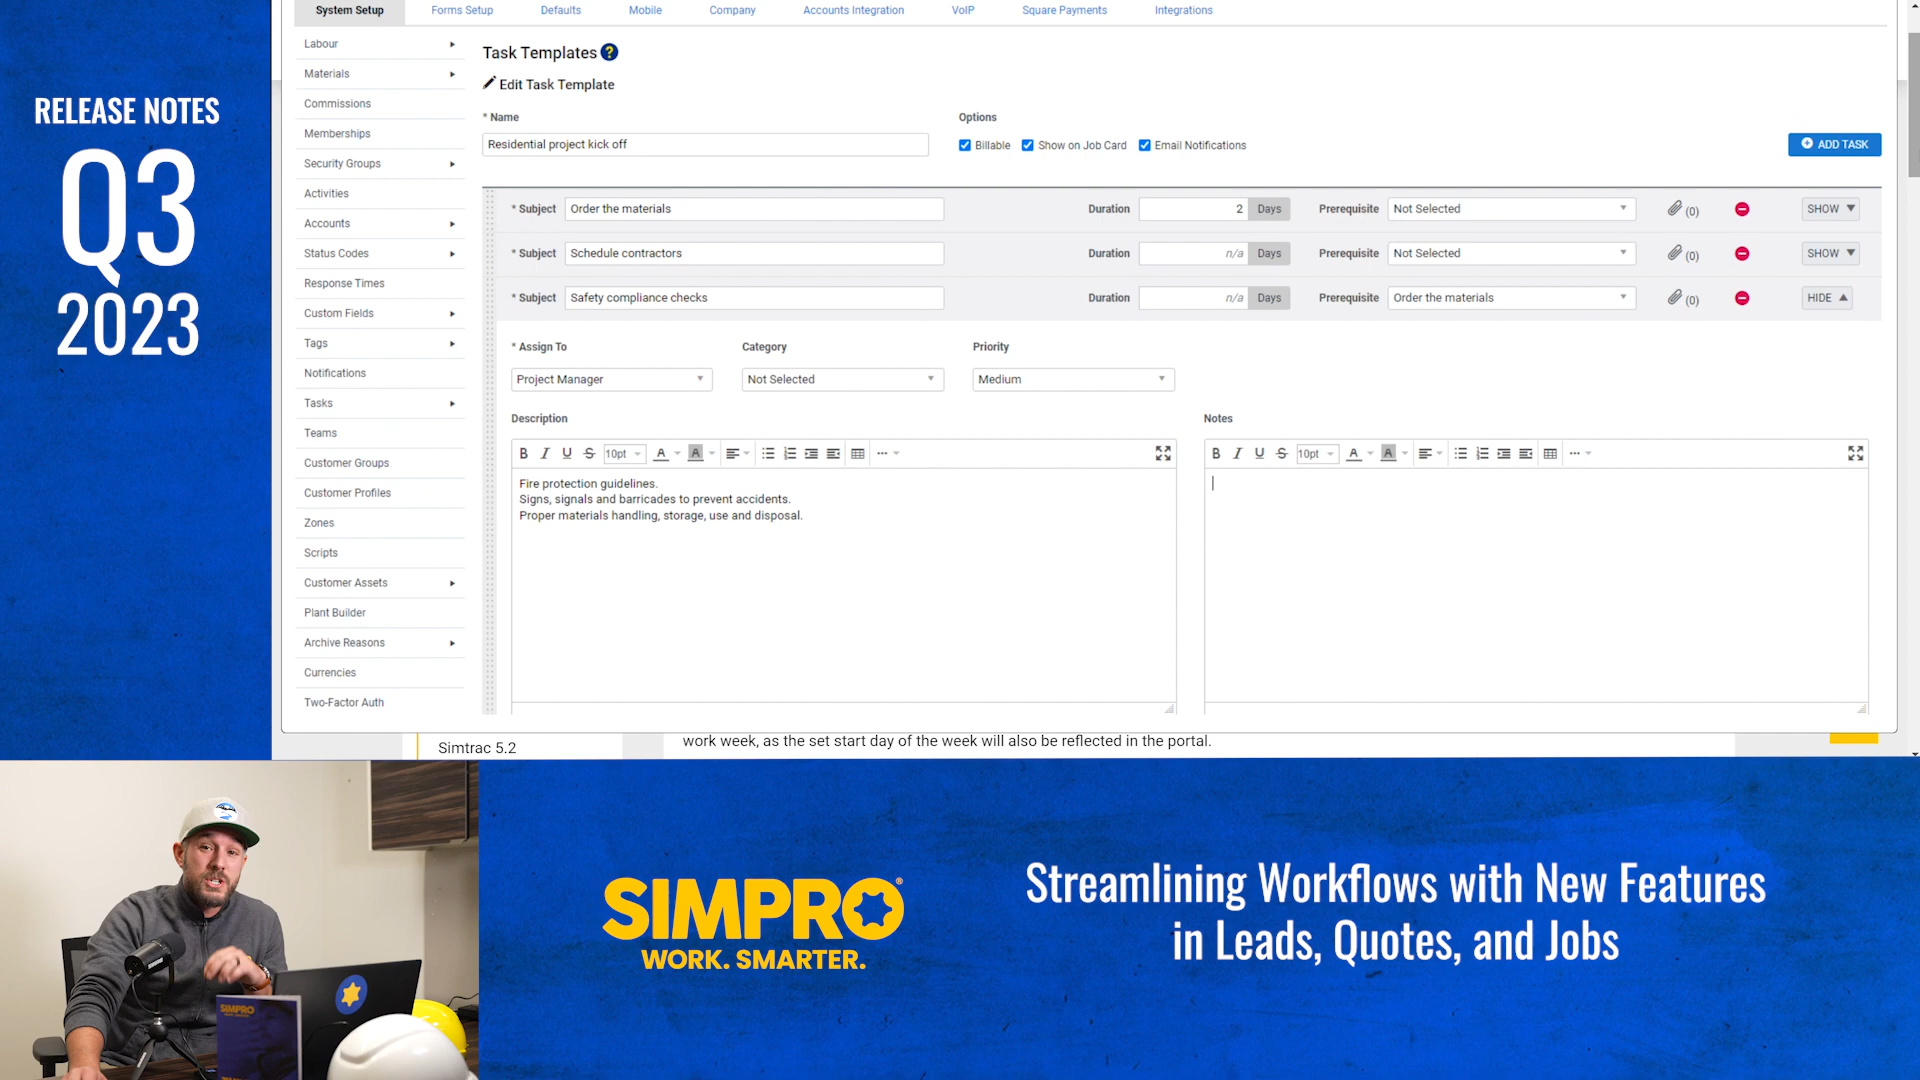 RELEASE NOTES
Q3
2023
System Setup
Forms Setup
Defaults
Mobile
Company
Accounts Integration
VoIP
Square Payments
Integrations
Labour
Materials
Commissions
Memberships
Security Groups
Activities
Accounts
Status Codes
Response Times
Custom Fields
Tags
Notifications
Tasks
Teams
Customer Groups
Customer Profiles
Zones
Scripts
Customer Assets
Plant Builder
Archive Reasons
Currencies
Two-Factor Auth
Task Templates ?
Edit Task Template
* Name
Residential project kick off
Options
Billable
Show on Job Card
Email Notifications
ADD TASK
* Subject Order the materials Duration 2 Days Prerequisite Not Selected (0) SHOW
* Subject Schedule contractors Duration n/a Days Prerequisite Not Selected (0) SHOW
* Subject Safety compliance checks Duration n/a Days Prerequisite Order the materials (0) HIDE
* Assign To
Project Manager
Category
Not Selected
Priority
Medium
Description
B I U S 10pt A A
Fire protection guidelines.
Signs, signals and barricades to prevent accidents.
Proper materials handling, storage, use and disposal.
Notes
B I U S 10pt A A
Simtrac 5.2
work week, as the set start day of the week will also be reflected in the portal.
SIMPRO
SIMPRO®
WORK. SMARTER.
Streamlining Workflows with New Features
in Leads, Quotes, and Jobs